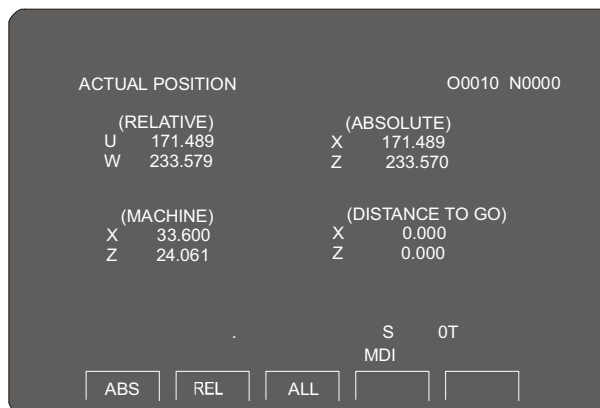 ACTUAL POSITION O0010 N0000
(RELATIVE) (ABSOLUTE)
U 171.489 X 171.489
W 233.579 Z 233.570
(MACHINE) (DISTANCE TO GO)
X 33.600 X 0.000
Z 24.061 Z 0.000
. S 0T
MDI
ABS REL ALL